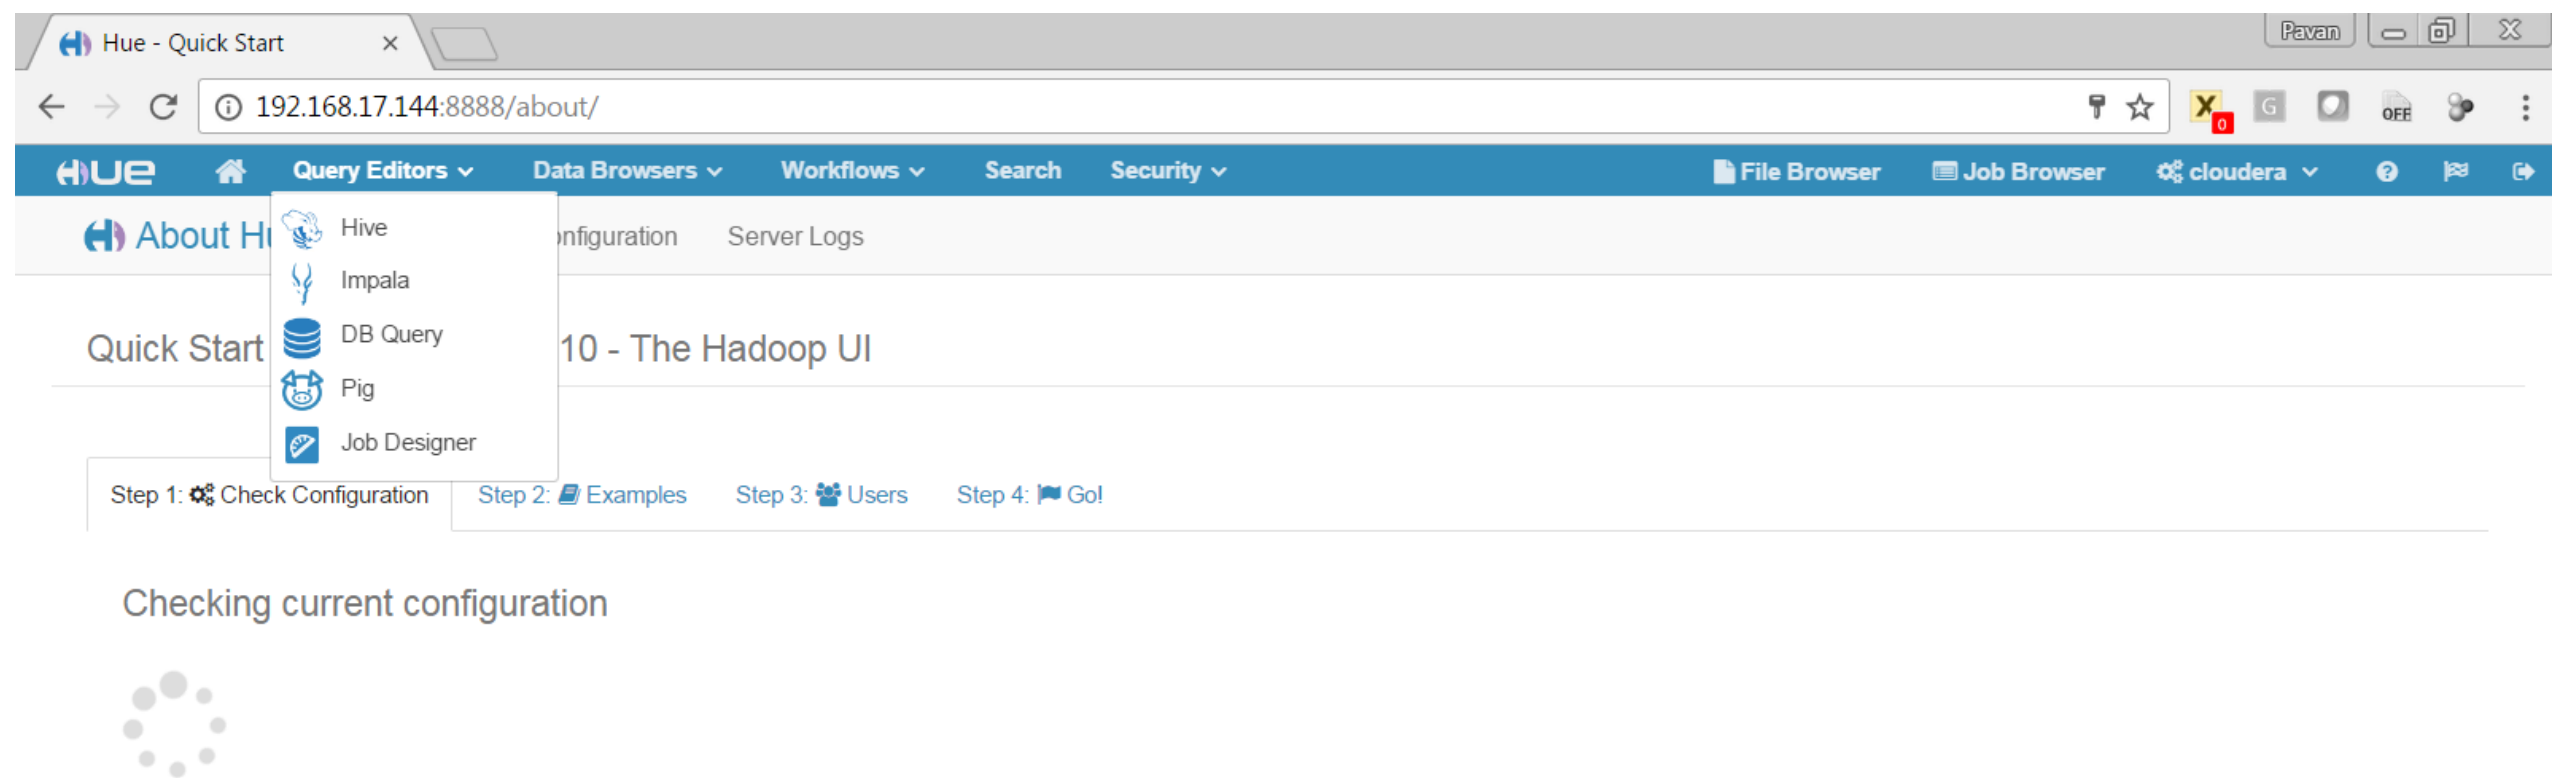 Hue - Quick Start
Pavan
192.168.17.144:8888/about/
X 0 G OFF
HUE Query Editors Data Browsers Workflows Search Security File Browser Job Browser cloudera ?
About Hu onfiguration Server Logs
Hive
Impala
DB Query
Pig
Job Designer
Quick Start 10 - The Hadoop UI
Step 1: Check Configuration Step 2: Examples Step 3: Users Step 4: Go!
Checking current configuration